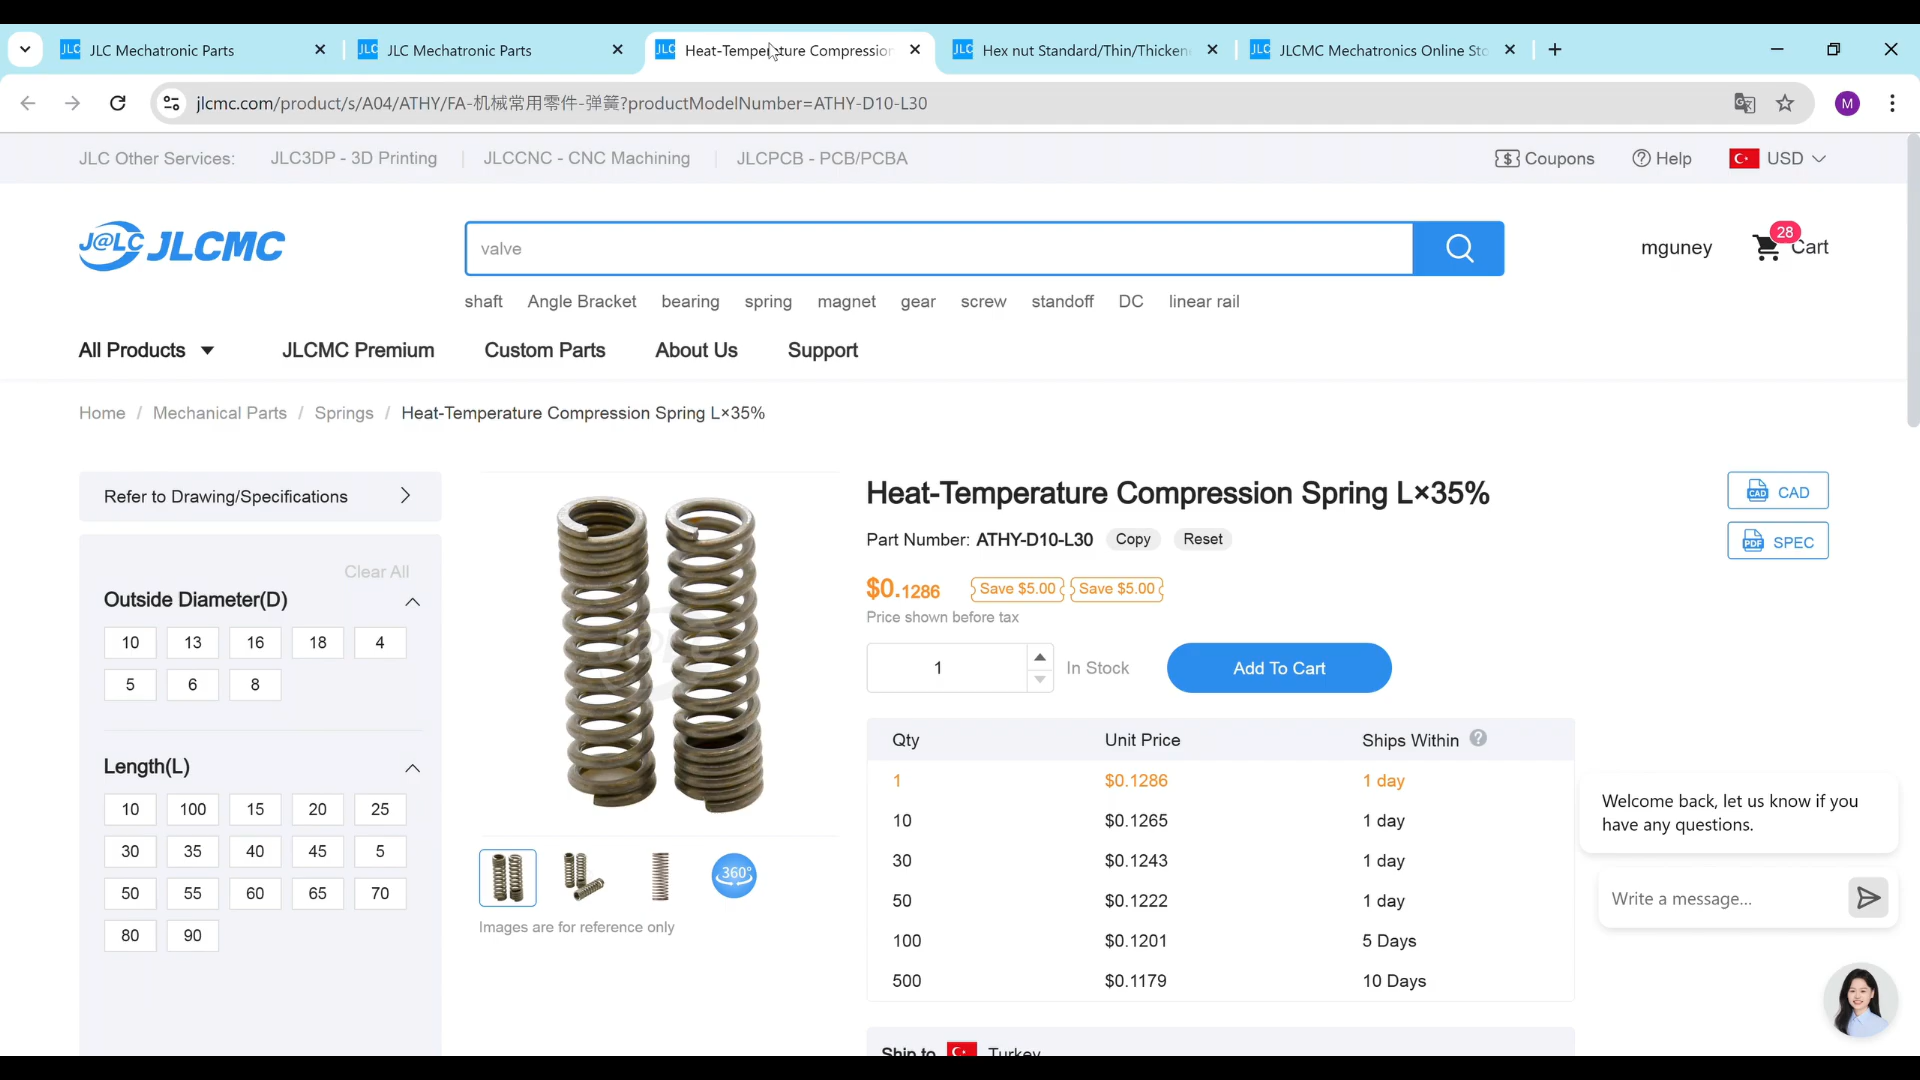 JLC Mechatronic Parts
JLC Mechatronic Parts
Heat-Temperature Compression
Hex nut Standard/Thin/Thickene
JLCMC Mechatronics Online Sto
jlcmc.com/product/s/A04/ATHY/FA-机械常用零件-弹簧?productModelNumber=ATHY-D10-L30
M
JLC Other Services:
JLC3DP - 3D Printing
JLCCNC - CNC Machining
JLCPCB - PCB/PCBA
Coupons
Help
USD
J@LC JLCMC
valve
mguney
28
Cart
shaft Angle Bracket bearing spring magnet gear screw standoff DC linear rail
All Products JLCMC Premium Custom Parts About Us Support
Home / Mechanical Parts / Springs / Heat-Temperature Compression Spring L×35%
Refer to Drawing/Specifications
Clear All
Outside Diameter(D)
10 13 16 18 4
5 6 8
Length(L)
10 100 15 20 25
30 35 40 45 5
50 55 60 65 70
80 90
360°
Images are for reference only
Heat-Temperature Compression Spring L×35%
CAD
SPEC
Part Number: ATHY-D10-L30 Copy Reset
$0.1286 Save $5.00 Save $5.00
Price shown before tax
1 In Stock Add To Cart
Qty Unit Price Ships Within
1 $0.1286 1 day
10 $0.1265 1 day
30 $0.1243 1 day
50 $0.1222 1 day
100 $0.1201 5 Days
500 $0.1179 10 Days
Ship to Turkey
Welcome back, let us know if you
have any questions.
Write a message...